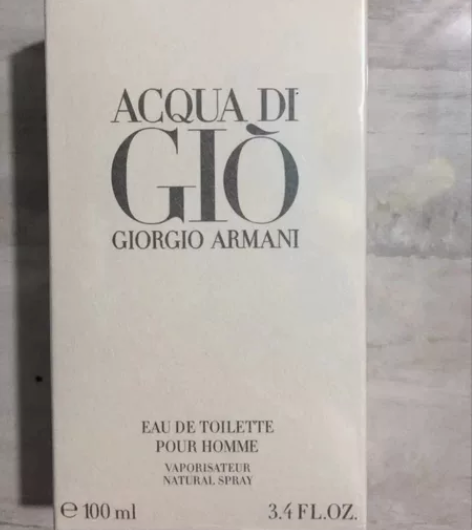 ACQUA DI
GIÒ
GIORGIO ARMANI
EAU DE TOILETTE
POUR HOMME
VAPORISATEUR
NATURAL SPRAY
℮ 100 ml 3.4 FL.OZ.